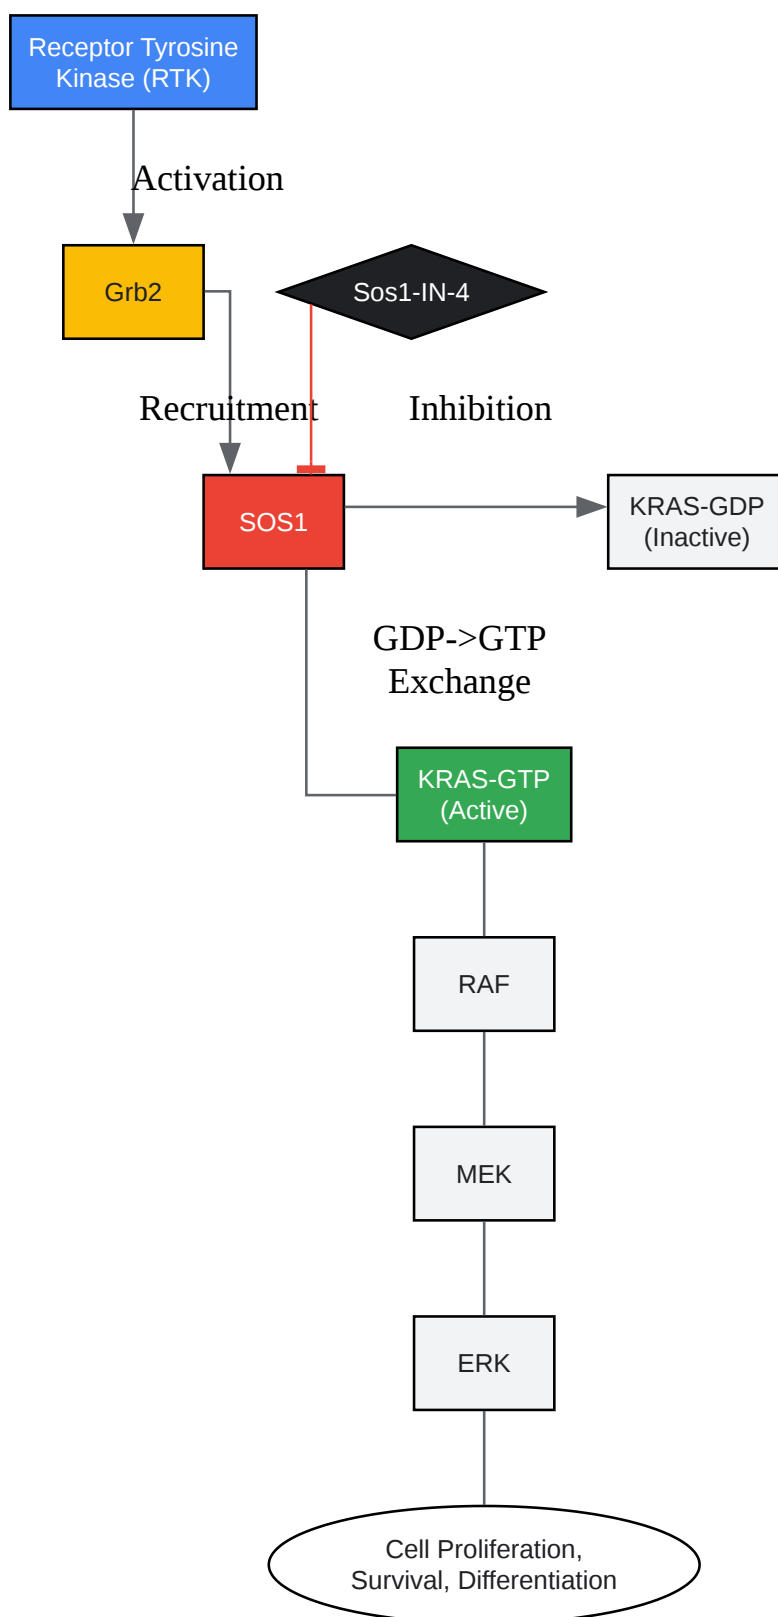 Receptor Tyrosine
Kinase (RTK)
Activation
Grb2
Sos1-IN-4
Recruitment
Inhibition
SOS1
KRAS-GDP
(Inactive)
GDP->GTP
Exchange
KRAS-GTP
(Active)
RAF
MEK
ERK
Cell Proliferation,
Survival, Differentiation